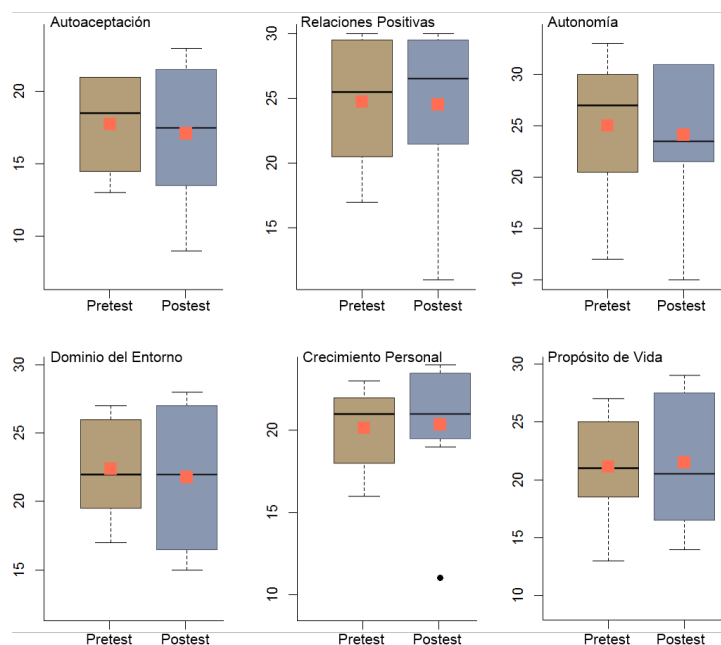 Autoaceptación
20
15
10
Pretest Postest
Relaciones Positivas
30
25
20
15
Pretest Postest
Autonomía
30
25
20
15
10
Pretest Postest
Dominio del Entorno
30
25
20
15
Pretest Postest
Crecimiento Personal
20
15
10
Pretest Postest
Propósito de Vida
30
25
20
15
10
Pretest Postest